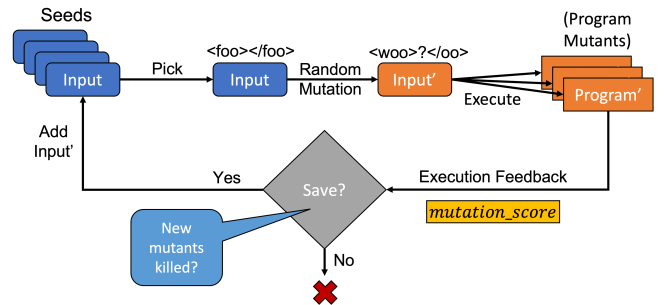 Seeds
(Program
Mutants)
<foo></foo>
<woo>?</oo>
Input
Pick
Input
Random
Mutation
Input’
Execute
Program’
Add
Input’
Yes
Save?
Execution Feedback
mutation_score
New
mutants
killed?
No